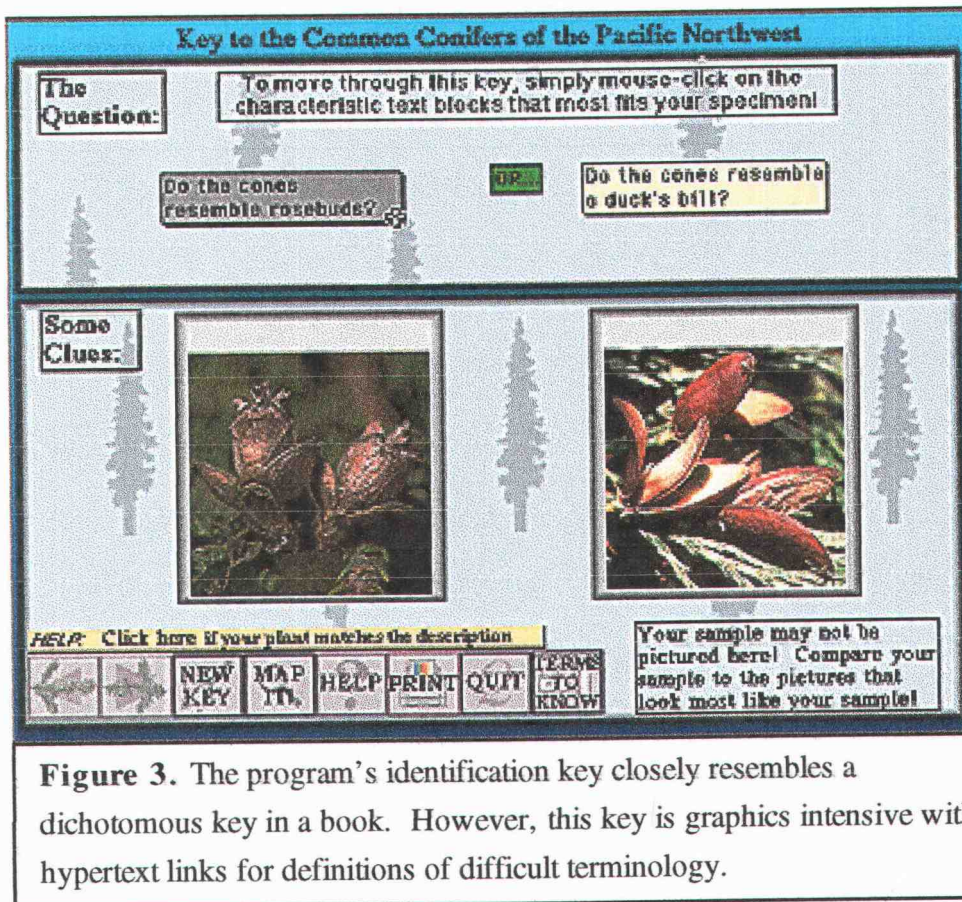 Key to the Common Conifers of the Pacific Northwest
The
Question:
To move through this key, simply mouse-click on the
characteristic text blocks that most fits your specimen!
Do the cones
resemble rosebuds?
OR...
Do the cones resemble
a duck's bill?
Some
Clues:
HELP: Click here if your plant matches the description
NEW
KEY
MAP
IT!
HELP
PRINT
QUIT
TERMS
TO
KNOW
Your sample may not be
pictured here! Compare your
sample to the pictures that
look most like your sample!
Figure 3. The program's identification key closely resembles a
dichotomous key in a book. However, this key is graphics intensive wit
hypertext links for definitions of difficult terminology.